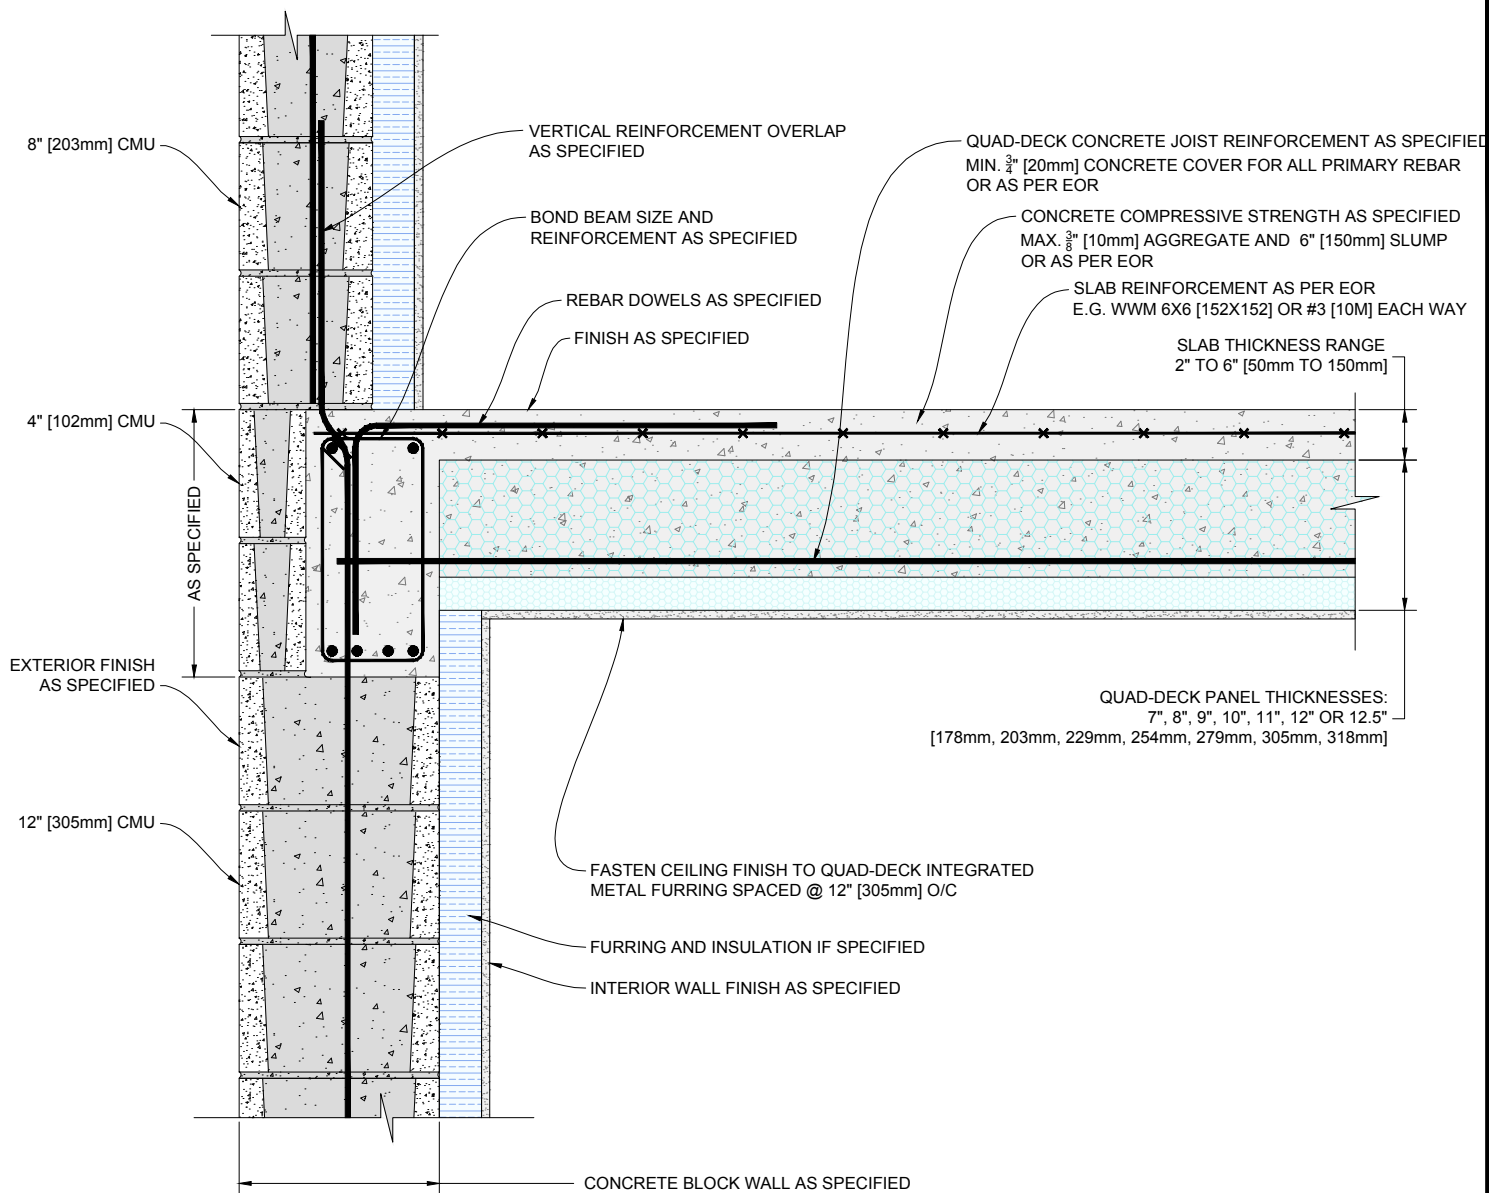 8" [203mm] CMU
VERTICAL REINFORCEMENT OVERLAP
AS SPECIFIED
BOND BEAM SIZE AND
REINFORCEMENT AS SPECIFIED
REBAR DOWELS AS SPECIFIED
FINISH AS SPECIFIED
QUAD-DECK CONCRETE JOIST REINFORCEMENT AS SPECIFIED
MIN. 3/4" [20mm] CONCRETE COVER FOR ALL PRIMARY REBAR
OR AS PER EOR
CONCRETE COMPRESSIVE STRENGTH AS SPECIFIED
MAX. 3/8" [10mm] AGGREGATE AND 6" [150mm] SLUMP
OR AS PER EOR
SLAB REINFORCEMENT AS PER EOR
E.G. WWM 6X6 [152X152] OR #3 [10M] EACH WAY
SLAB THICKNESS RANGE
2" TO 6" [50mm TO 150mm]
4" [102mm] CMU
AS SPECIFIED
EXTERIOR FINISH
AS SPECIFIED
QUAD-DECK PANEL THICKNESSES:
7", 8", 9", 10", 11", 12" OR 12.5"
[178mm, 203mm, 229mm, 254mm, 279mm, 305mm, 318mm]
12" [305mm] CMU
FASTEN CEILING FINISH TO QUAD-DECK INTEGRATED
METAL FURRING SPACED @ 12" [305mm] O/C
FURRING AND INSULATION IF SPECIFIED
INTERIOR WALL FINISH AS SPECIFIED
CONCRETE BLOCK WALL AS SPECIFIED